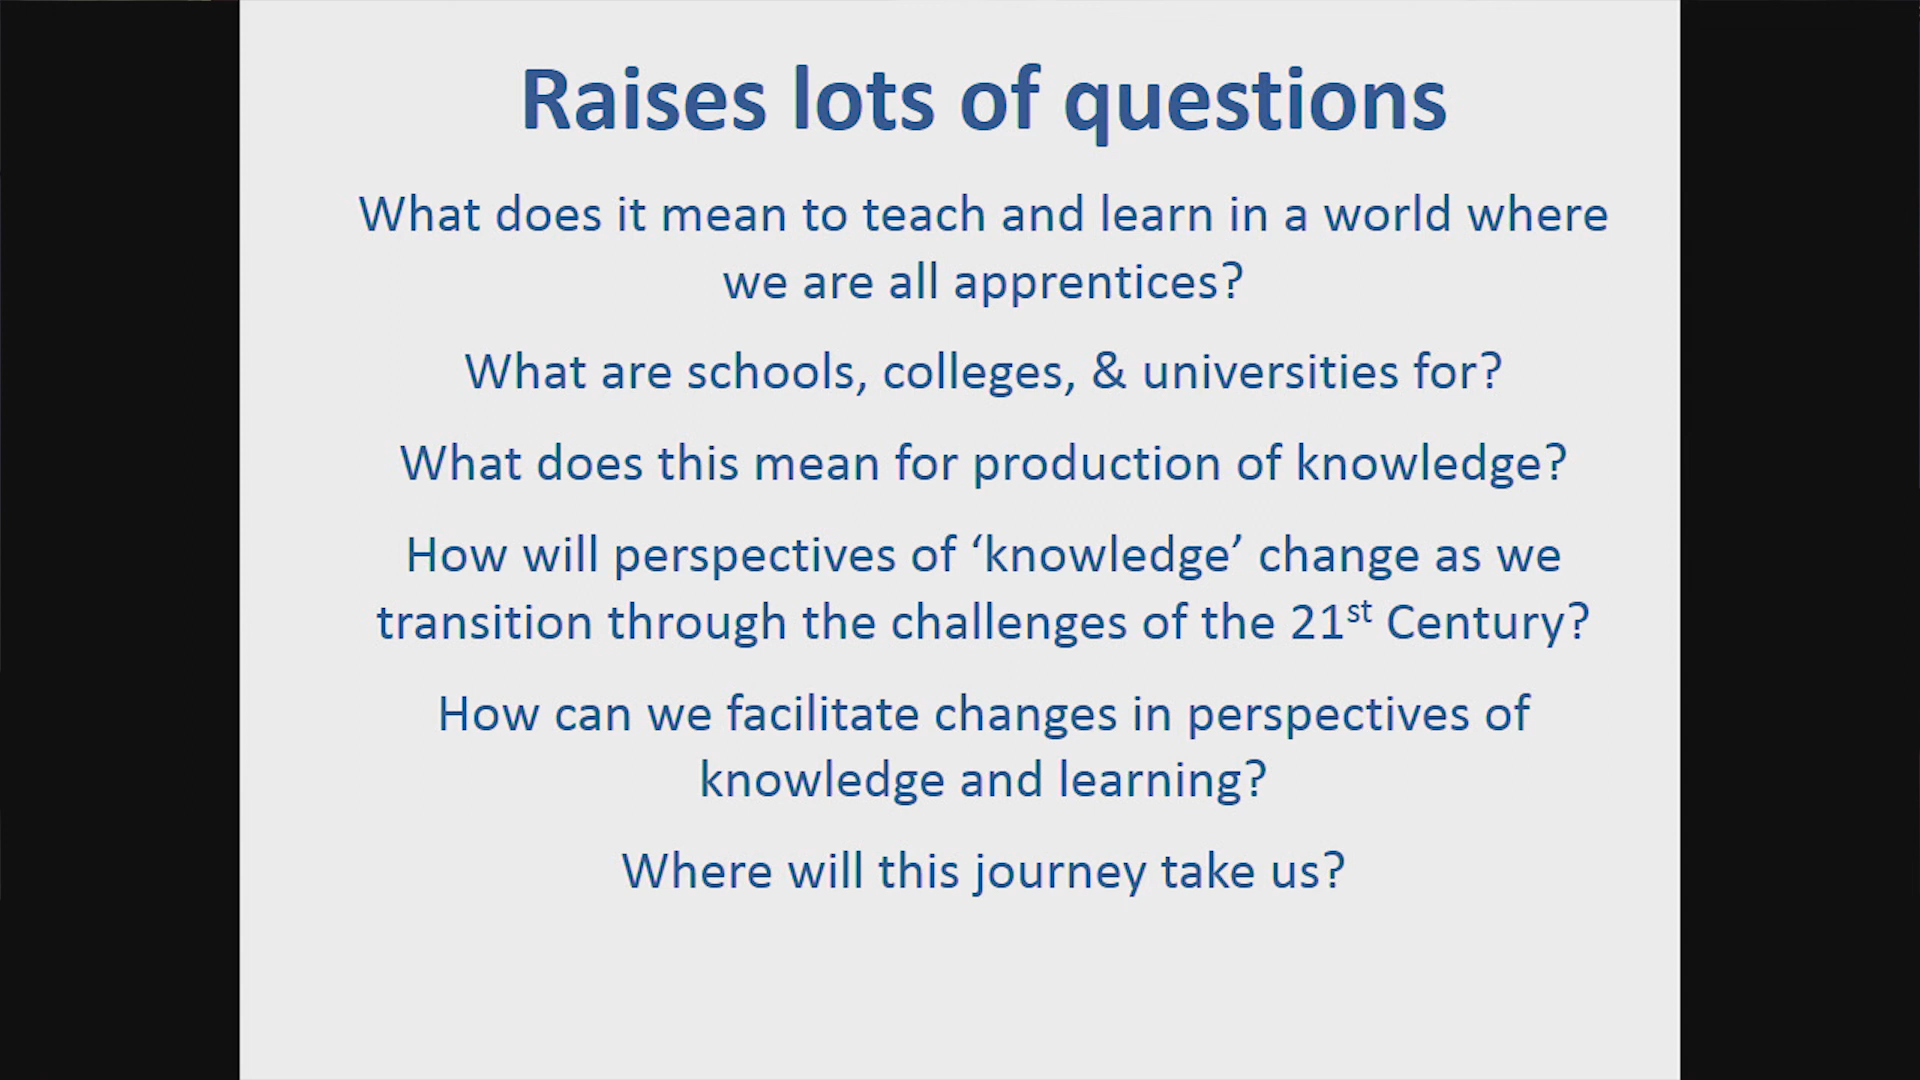 Raises lots of questions
What does it mean to teach and learn in a world where
we are all apprentices?
What are schools, colleges, & universities for?
What does this mean for production of knowledge?
How will perspectives of ‘knowledge’ change as we
transition through the challenges of the 21st Century?
How can we facilitate changes in perspectives of
knowledge and learning?
Where will this journey take us?